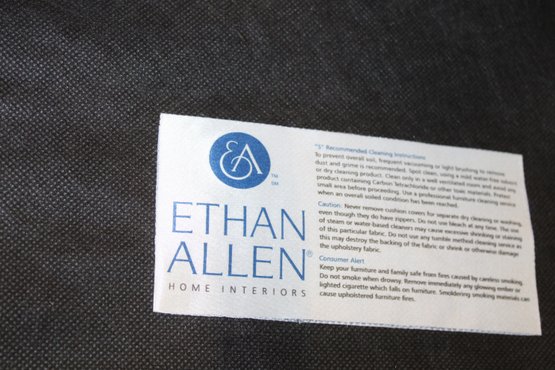 EA
TM
SM
ETHAN
ALLEN®
HOME INTERIORS
"S" Recommended Cleaning Instructions
To prevent overall soil, frequent vacuuming or light brushing to remove
dust and grime is recommended. Spot clean, using a mild water free solvent
or dry cleaning product. Clean only in a well ventilated room and avoid any
product containing Carbon Tetrachloride or other toxic materials. Pretest
small area before proceeding. Use a professional furniture cleaning service
when an overall soiled condition has been reached.
Caution: Never remove cushion covers for separate dry cleaning or washing,
even though they do have zippers. Do not use bleach at any time. The use
of steam or water-based cleaners may cause excessive shrinking or staining
of this particular fabric. Do not use any tumble method cleaning service as
this may destroy the backing of the fabric or shrink or otherwise damage
the upholstery fabric.
Consumer Alert
Keep your furniture and family safe from fires caused by careless smoking.
Do not smoke when drowsy. Remove immediately any glowing ember or
lighted cigarette which falls on furniture. Smoldering smoking materials can
cause upholstered furniture fires.